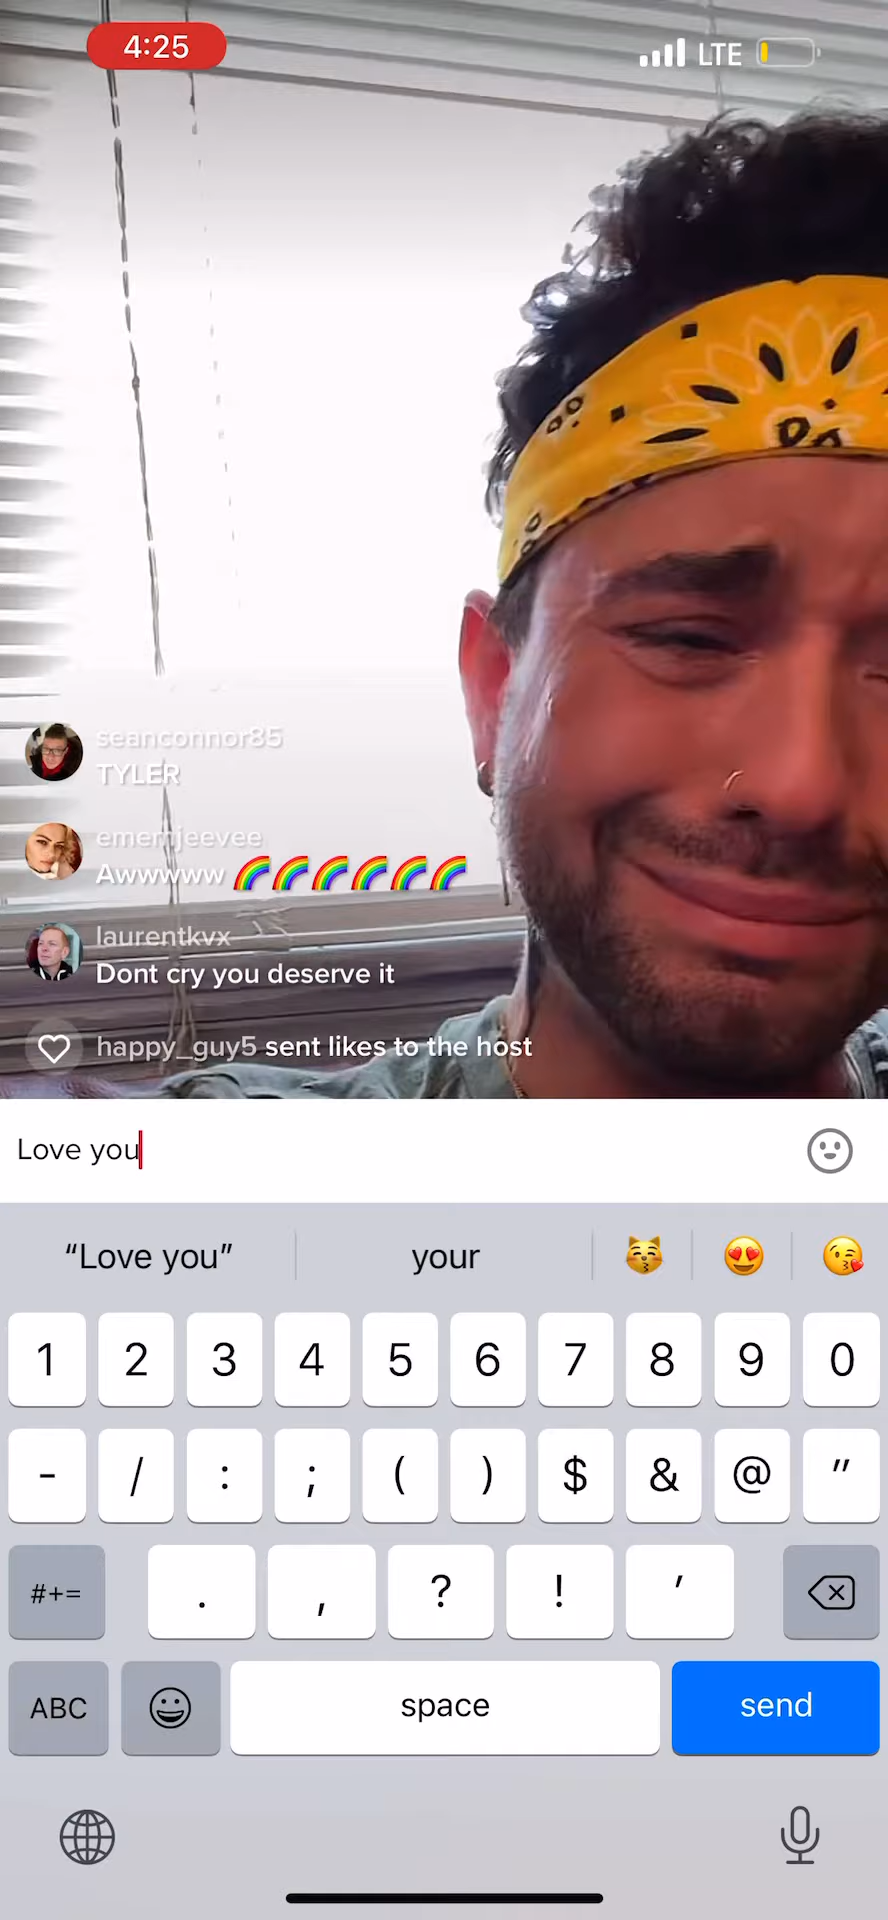 4:25
LTE
seanconnor85
TYLER
ememjeevee
Awwwww 🌈🌈🌈🌈🌈🌈
laurentkvx
Dont cry you deserve it
happy_guy5 sent likes to the host
Love you
“Love you” your 😽 😍 😘
1 2 3 4 5 6 7 8 9 0
- / : ; ( ) $ & @ "
#+= . , ? ! '
ABC space send